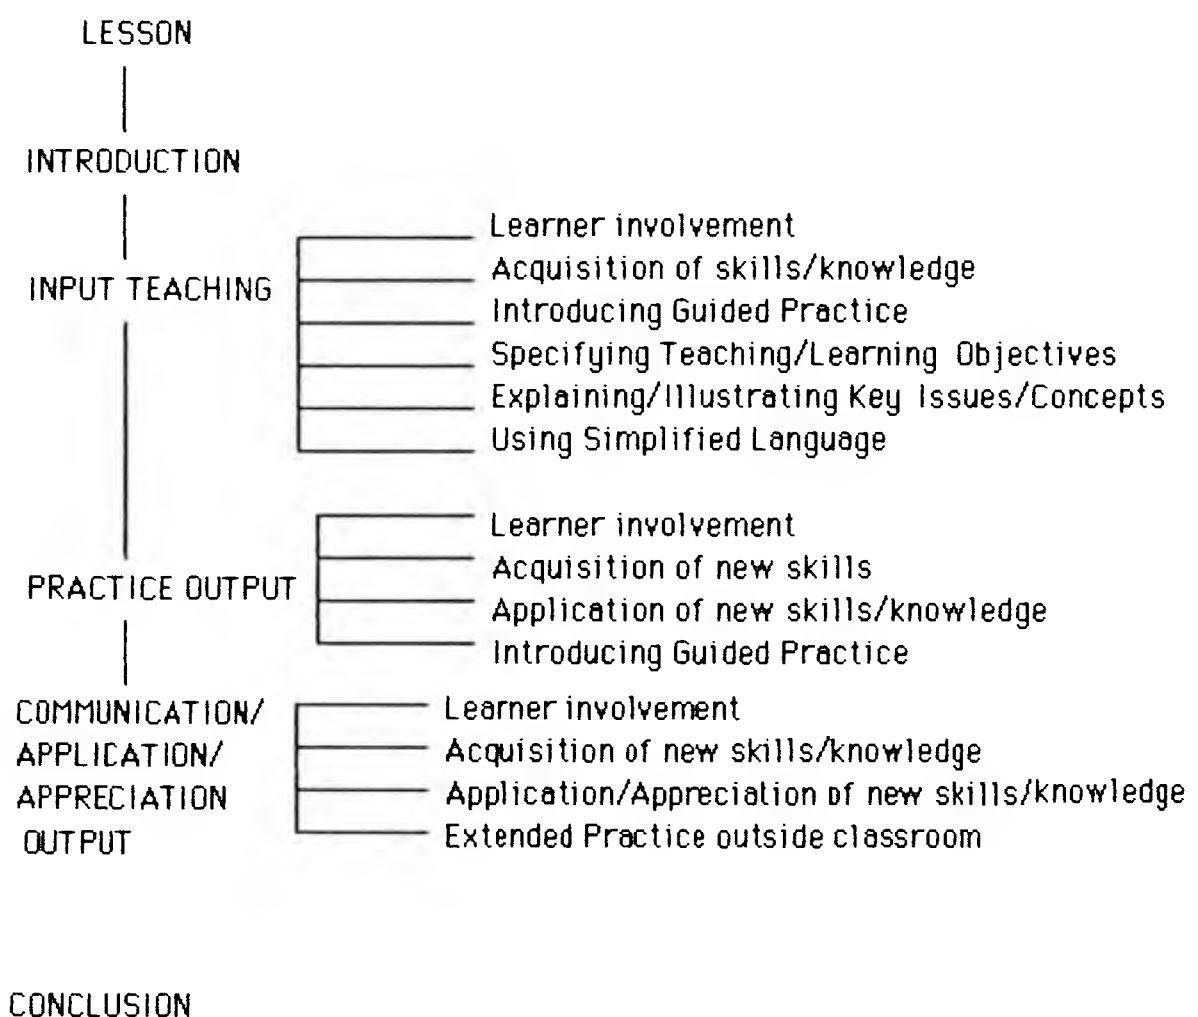 LESSON
INTRODUCTION
INPUT TEACHING
Learner involvement
Acquisition of skills/knowledge
Introducing Guided Practice
Specifying Teaching/Learning Objectives
Explaining/Illustrating Key Issues/Concepts
Using Simplified Language
PRACTICE OUTPUT
Learner involvement
Acquisition of new skills
Application of new skills/knowledge
Introducing Guided Practice
COMMUNICATION/
APPLICATION/
APPRECIATION
OUTPUT
Learner involvement
Acquisition of new skills/knowledge
Application/Appreciation of new skills/knowledge
Extended Practice outside classroom
CONCLUSION